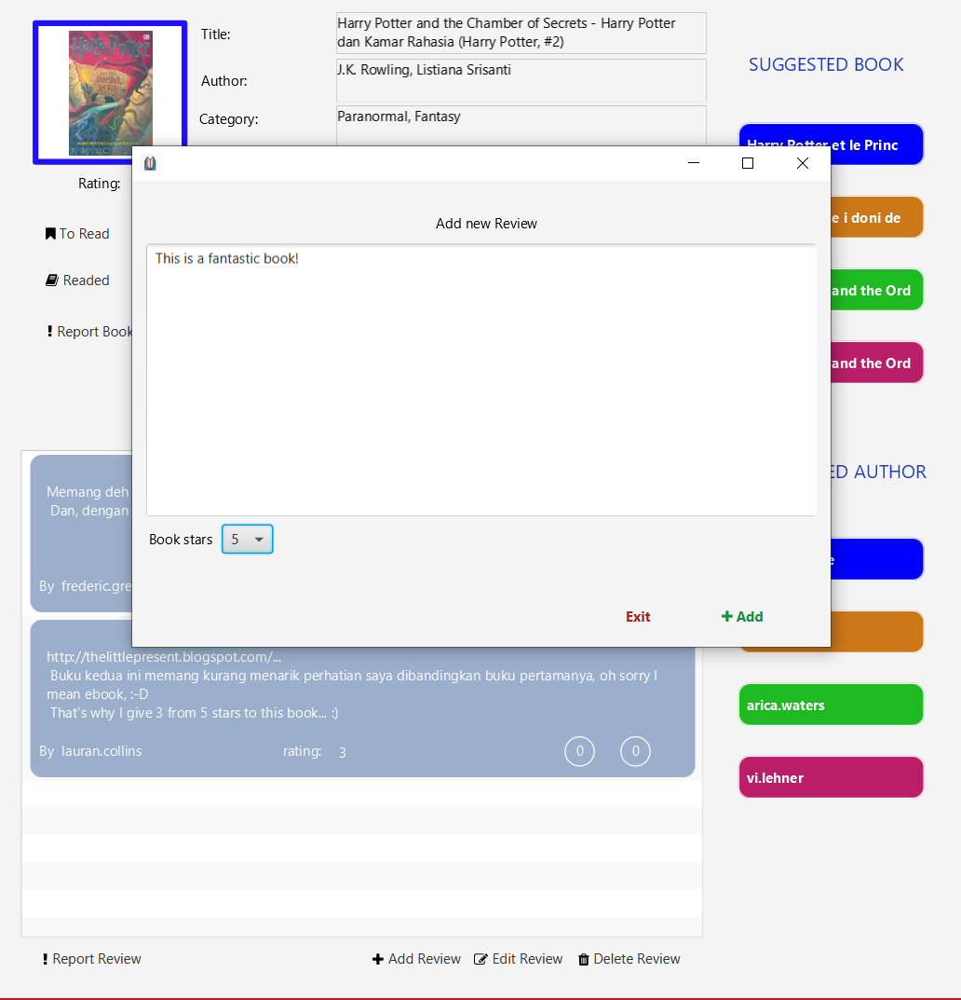 Harry Potter
CHAMBER
Title:
Harry Potter and the Chamber of Secrets - Harry Potter
dan Kamar Rahasia (Harry Potter, #2)
Author:
J.K. Rowling, Listiana Srisanti
Category:
Paranormal, Fantasy
Rating:
To Read
Readed
Report Book
SUGGESTED BOOK
Harry Potter et le Princ
e i doni de
and the Ord
and the Ord
Add new Review
This is a fantastic book!
Book stars
5
Exit
Add
ED AUTHOR
e
arica.waters
vi.lehner
Memang deh
Dan, dengan
By frederic.gre
http://thelittlepresent.blogspot.com/...
Buku kedua ini memang kurang menarik perhatian saya dibandingkan buku pertamanya, oh sorry I
mean ebook, :-D
That's why I give 3 from 5 stars to this book... :)
By lauran.collins rating: 3 0 0
Report Review
Add Review Edit Review Delete Review